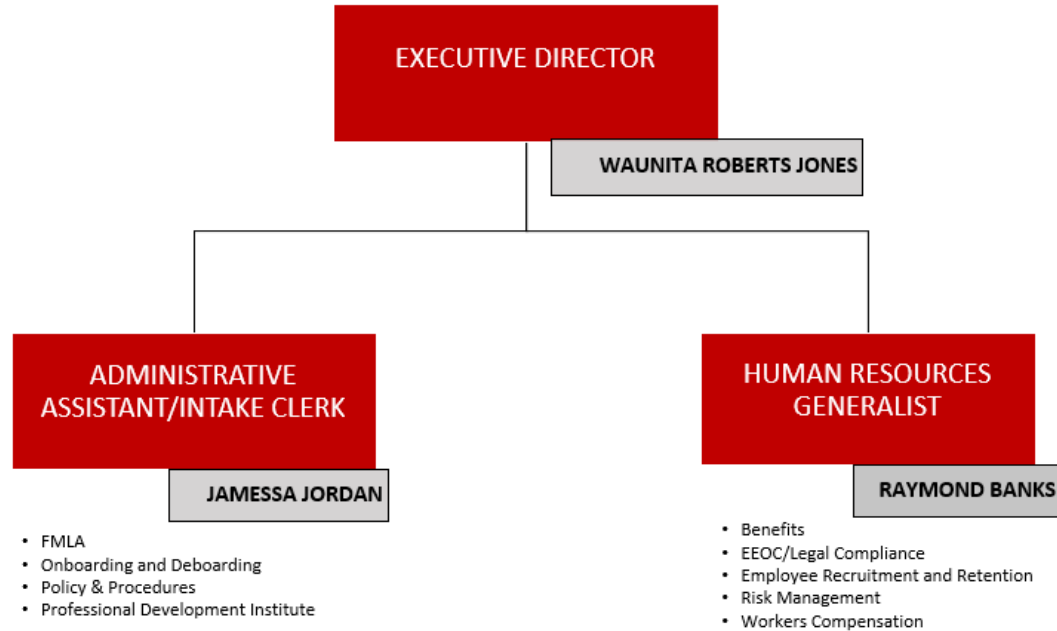 EXECUTIVE DIRECTOR
WAUNITA ROBERTS JONES
ADMINISTRATIVE
ASSISTANT/INTAKE CLERK
JAMESSA JORDAN
• FMLA
• Onboarding and Deboarding
• Policy & Procedures
• Professional Development Institute
HUMAN RESOURCES
GENERALIST
RAYMOND BANKS
• Benefits
• EEOC/Legal Compliance
• Employee Recruitment and Retention
• Risk Management
• Workers Compensation